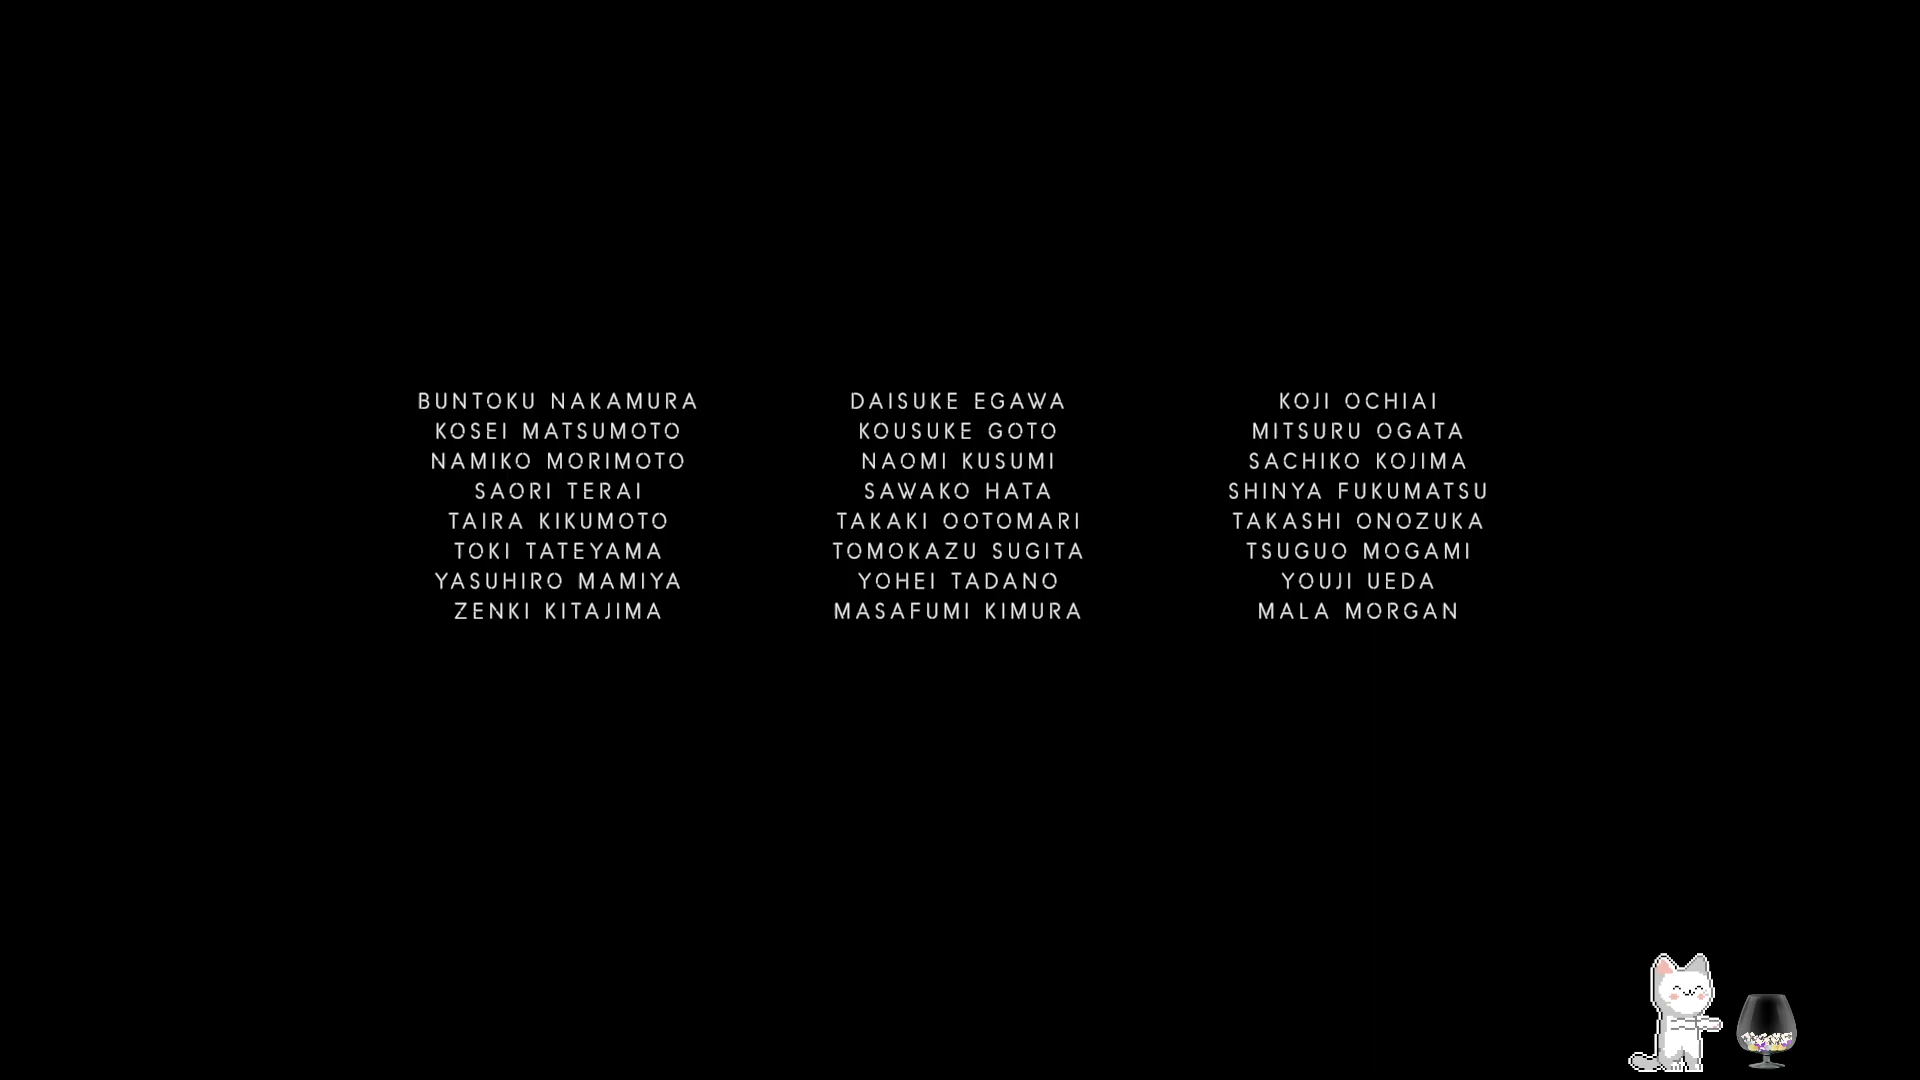 BUNTOKU NAKAMURA
KOSEI MATSUMOTO
NAMIKO MORIMOTO
SAORI TERAI
TAIRA KIKUMOTO
TOKI TATEYAMA
YASUHIRO MAMIYA
ZENKI KITAJIMA
DAISUKE EGAWA
KOUSUKE GOTO
NAOMI KUSUMI
SAWAKO HATA
TAKAKI OOTOMARI
TOMOKAZU SUGITA
YOHEI TADANO
MASAFUMI KIMURA
KOJI OCHIAI
MITSURU OGATA
SACHIKO KOJIMA
SHINYA FUKUMATSU
TAKASHI ONOZUKA
TSUGUO MOGAMI
YOUJI UEDA
MALA MORGAN